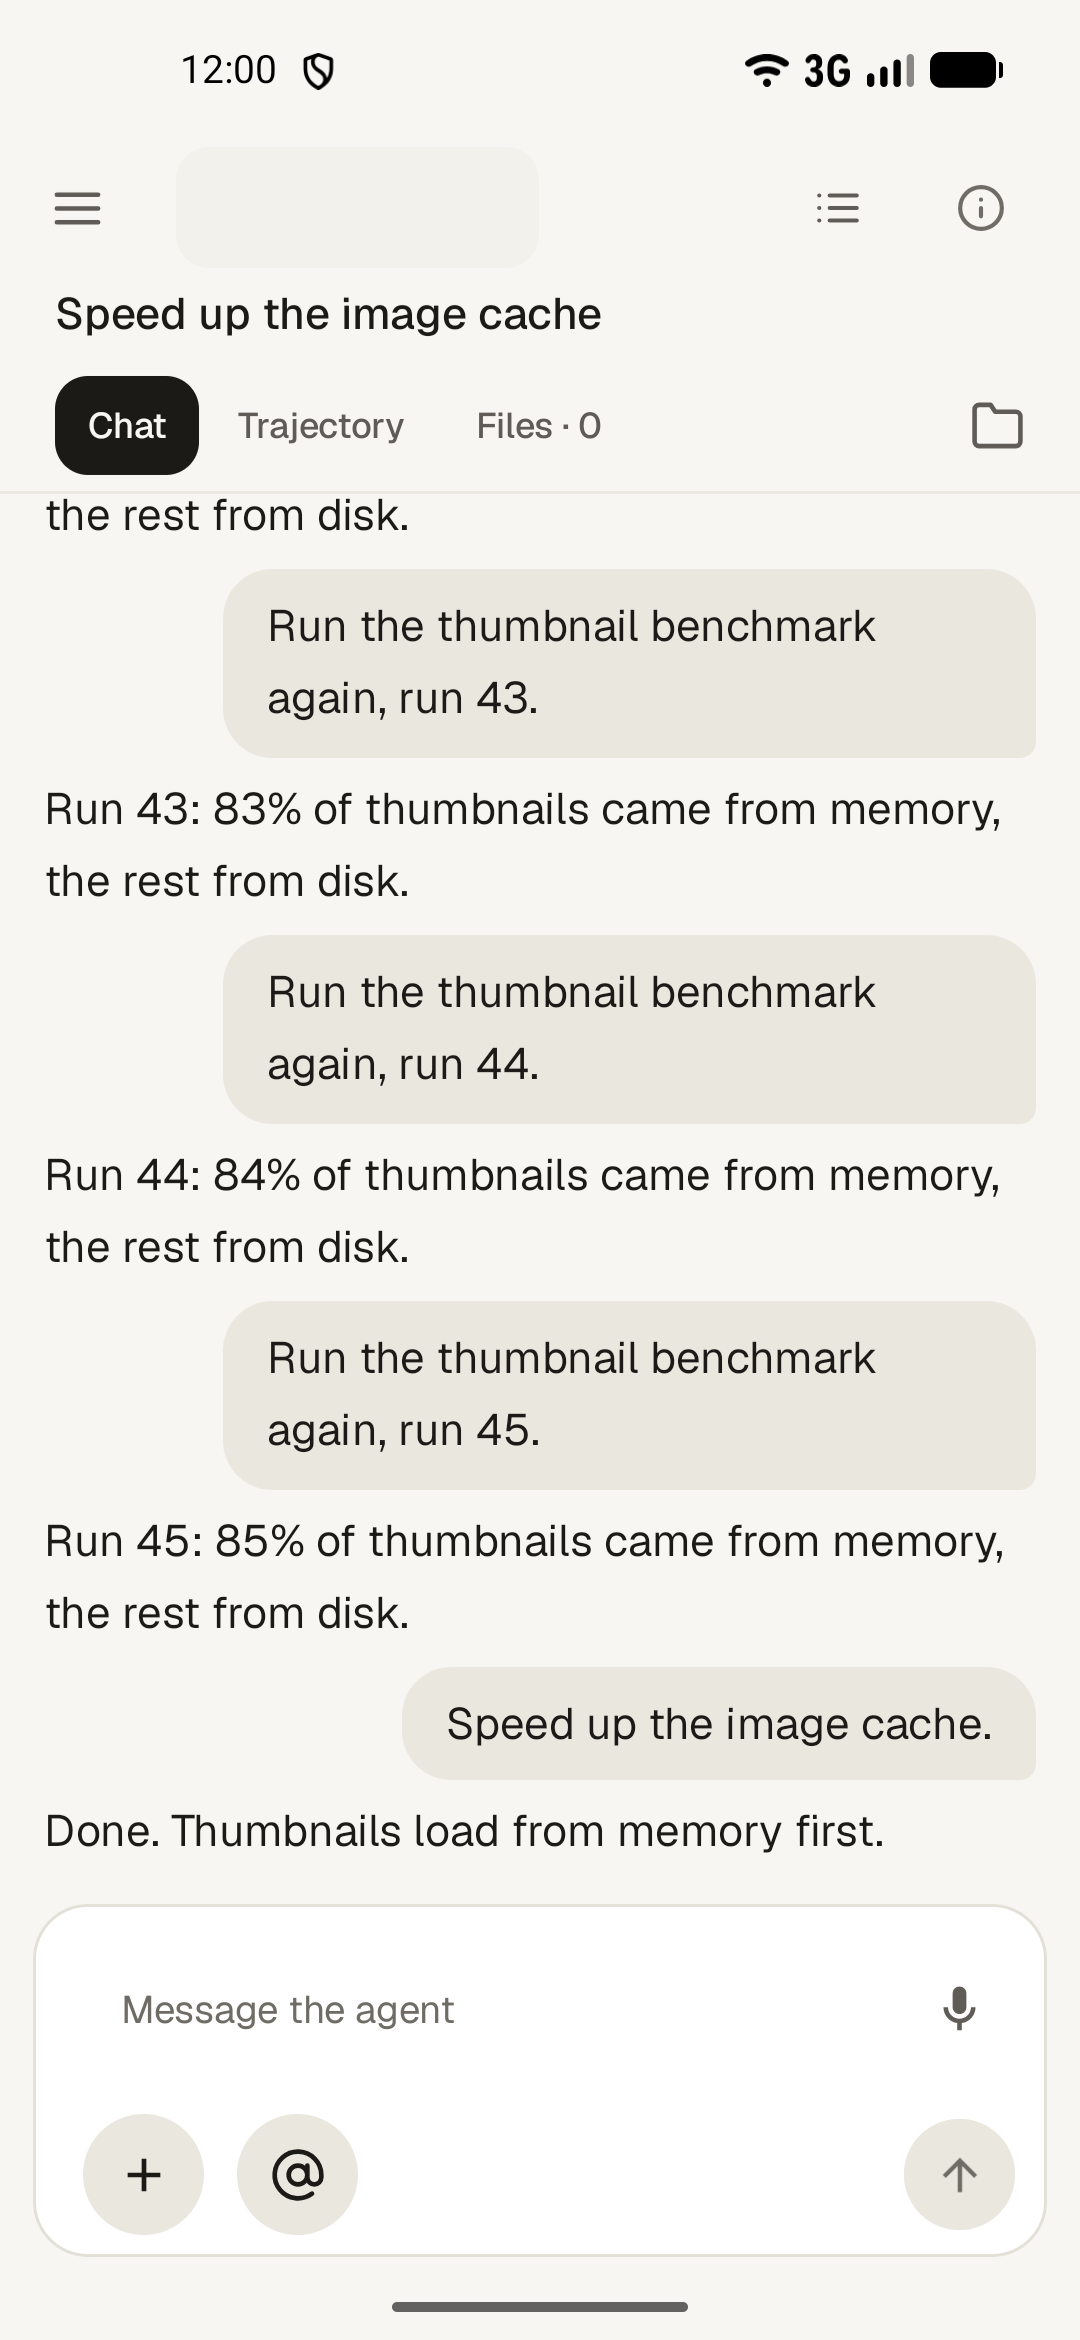 12:00
3G
Speed up the image cache
Chat
Trajectory
Files · 0
the rest from disk.
Run the thumbnail benchmark
again, run 43.
Run 43: 83% of thumbnails came from memory,
the rest from disk.
Run the thumbnail benchmark
again, run 44.
Run 44: 84% of thumbnails came from memory,
the rest from disk.
Run the thumbnail benchmark
again, run 45.
Run 45: 85% of thumbnails came from memory,
the rest from disk.
Speed up the image cache.
Done. Thumbnails load from memory first.
Message the agent